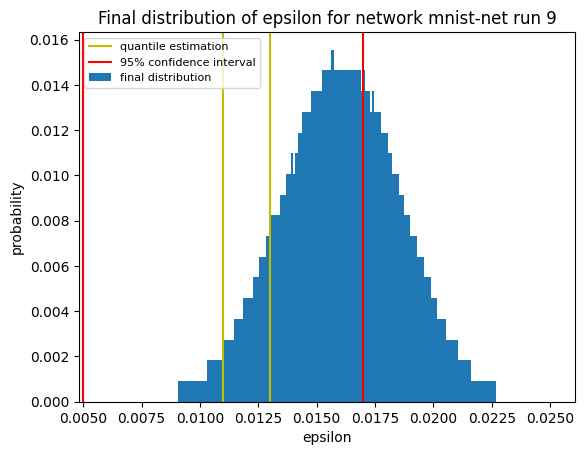 Final distribution of epsilon for network mnist-net run 9
0.016
0.014
0.012
0.010
0.008
0.006
0.004
0.002
0.000
probability
quantile estimation
95% confidence interval
final distribution
0.0050 0.0075 0.0100 0.0125 0.0150 0.0175 0.0200 0.0225 0.0250
epsilon